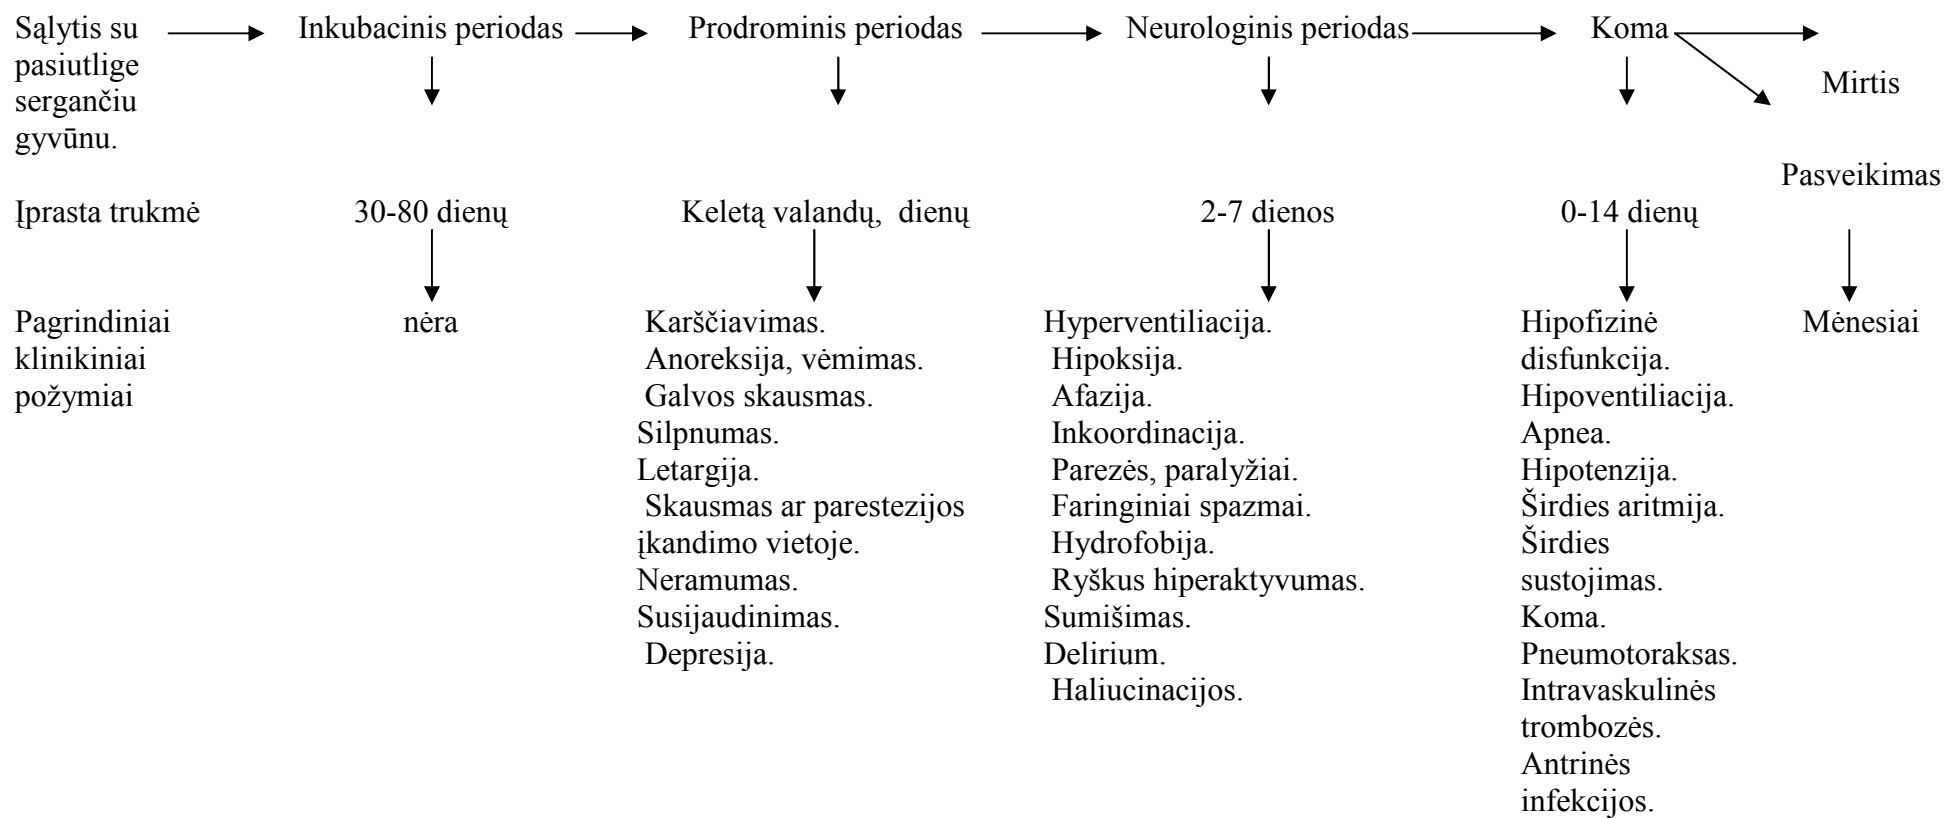 Sąlytis su
pasiutlige
sergančiu
gyvūnu.
Inkubacinis periodas
Prodrominis periodas
Neurologinis periodas
Koma
Mirtis
Pasveikimas
Įprasta trukmė
30-80 dienų
Keletą valandų, dienų
2-7 dienos
0-14 dienų
Pagrindiniai
klinikiniai
požymiai
nėra
Karščiavimas.
Anoreksija, vėmimas.
Galvos skausmas.
Silpnumas.
Letargija.
Skausmas ar parestezijos
įkandimo vietoje.
Neramumas.
Susijaudinimas.
Depresija.
Hyperventiliacija.
Hipoksija.
Afazija.
Inkoordinacija.
Parezės, paralyžiai.
Faringiniai spazmai.
Hydrofobija.
Ryškus hiperaktyvumas.
Sumišimas.
Delirium.
Haliucinacijos.
Hipofizinė
disfunkcija.
Hipoventiliacija.
Apnea.
Hipotenzija.
Širdies aritmija.
Širdies
sustojimas.
Koma.
Pneumotoraksas.
Intravaskulinės
trombozės.
Antrinės
infekcijos.
Mėnesiai